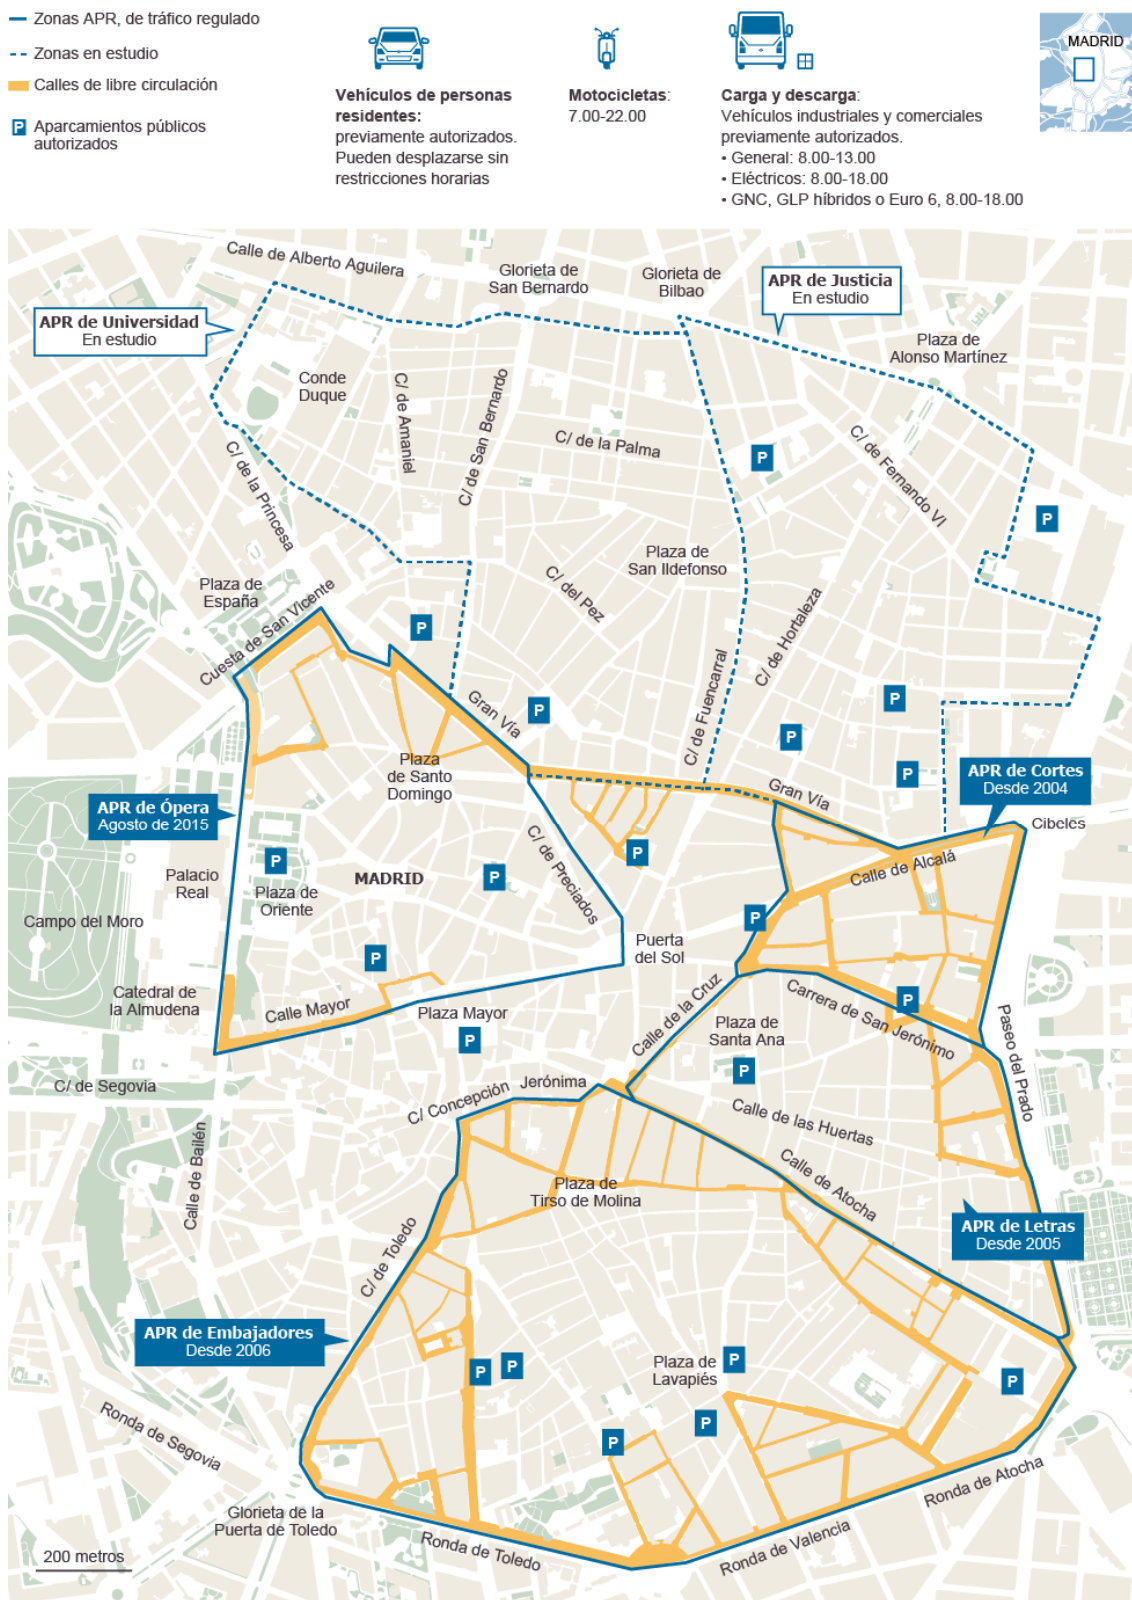 Zonas APR, de tráfico regulado
Zonas en estudio
Calles de libre circulación
P Aparcamientos públicos
autorizados
Vehículos de personas
residentes:
previamente autorizados.
Pueden desplazarse sin
restricciones horarias
Motocicletas:
7.00-22.00
Carga y descarga:
Vehículos industriales y comerciales
previamente autorizados.
• General: 8.00-13.00
• Eléctricos: 8.00-18.00
• GNC, GLP híbridos o Euro 6, 8.00-18.00
MADRID
Calle de Alberto Aguilera
Glorieta de
San Bernardo
Glorieta de
Bilbao
APR de Justicia
En estudio
APR de Universidad
En estudio
Plaza de
Alonso Martínez
Conde
Duque
C/ de Amaniel
C/ de San Bernardo
C/ de la Palma
C/ de Fernando VI
C/ de la Princesa
P
P
Plaza de
San Ildefonso
Plaza de
España
C/ del Pez
C/ de Hortaleza
Cuesta de San Vicente
P
Gran Vía
P
C/ de Fuencarral
P
P
P
Plaza
de Santo
Domingo
Gran Vía
APR de Cortes
Desde 2004
APR de Ópera
Agosto de 2015
Cibeles
C/ de Preciados
P
P
Calle de Alcalá
Palacio
Real
Plaza de
Oriente
MADRID
P
Campo del Moro
P
Puerta
del Sol
P
Catedral de
la Almudena
Calle Mayor
Plaza Mayor
P
Calle de la Cruz
Carrera de San Jerónimo
P
Plaza de
Santa Ana
P
Paseo del Prado
C/ de Segovia
C/ Concepción Jerónima
Calle de las Huertas
Calle de Bailén
Calle de Atocha
Plaza de
Tirso de Molina
APR de Letras
Desde 2005
C/ de Toledo
APR de Embajadores
Desde 2006
P
P
Plaza de
Lavapiés
P
P
P
P
Ronda de Segovia
Ronda de Atocha
Glorieta de la
Puerta de Toledo
Ronda de Toledo
Ronda de Valencia
200 metros